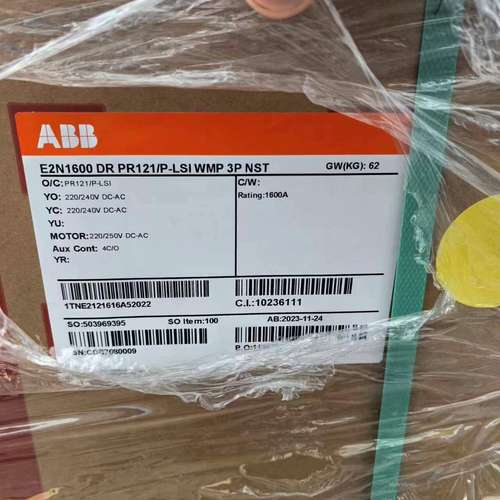 ABB
E2N1600 DR PR121/P-LSI WMP 3P NST GW(KG): 62
O/C:PR121/P-LSI C/W:
YO: 220/240V DC-AC Rating:1600A
YC: 220/240V DC-AC
YU:
MOTOR:220/250V DC-AC
Aux Cont: 4C/O
YR:
1TNE2121616A52022 C.I.:10236111
SO:503969395 SO Item:100 AB:2023-11-24